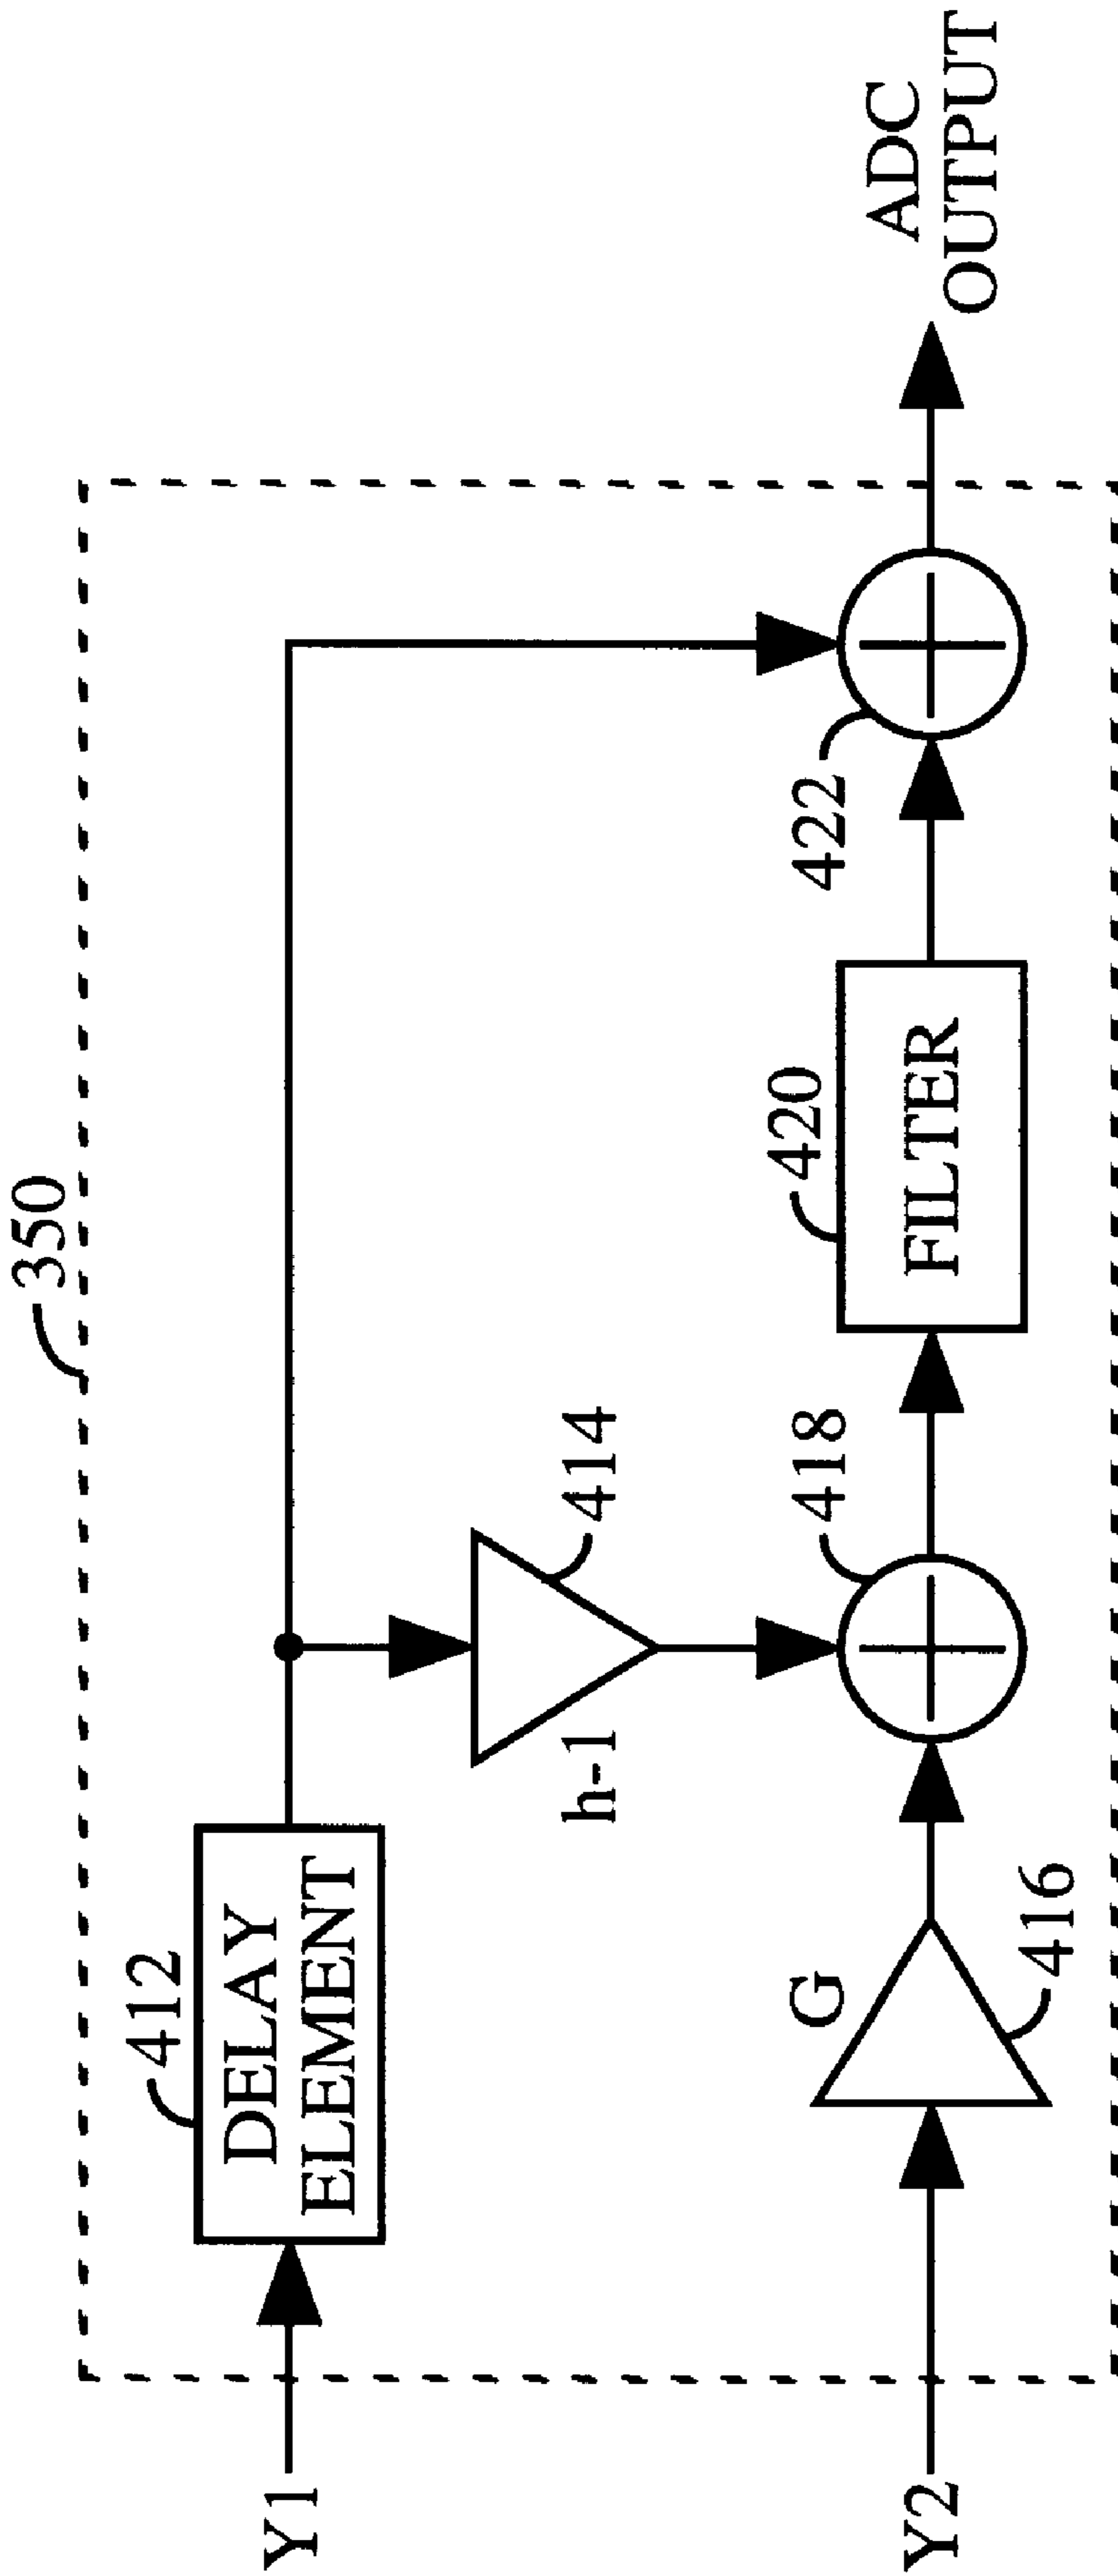 350
Y1
412
DELAY
ELEMENT
414
h-1
Y2
G
416
418
420
FILTER
422
ADC
OUTPUT